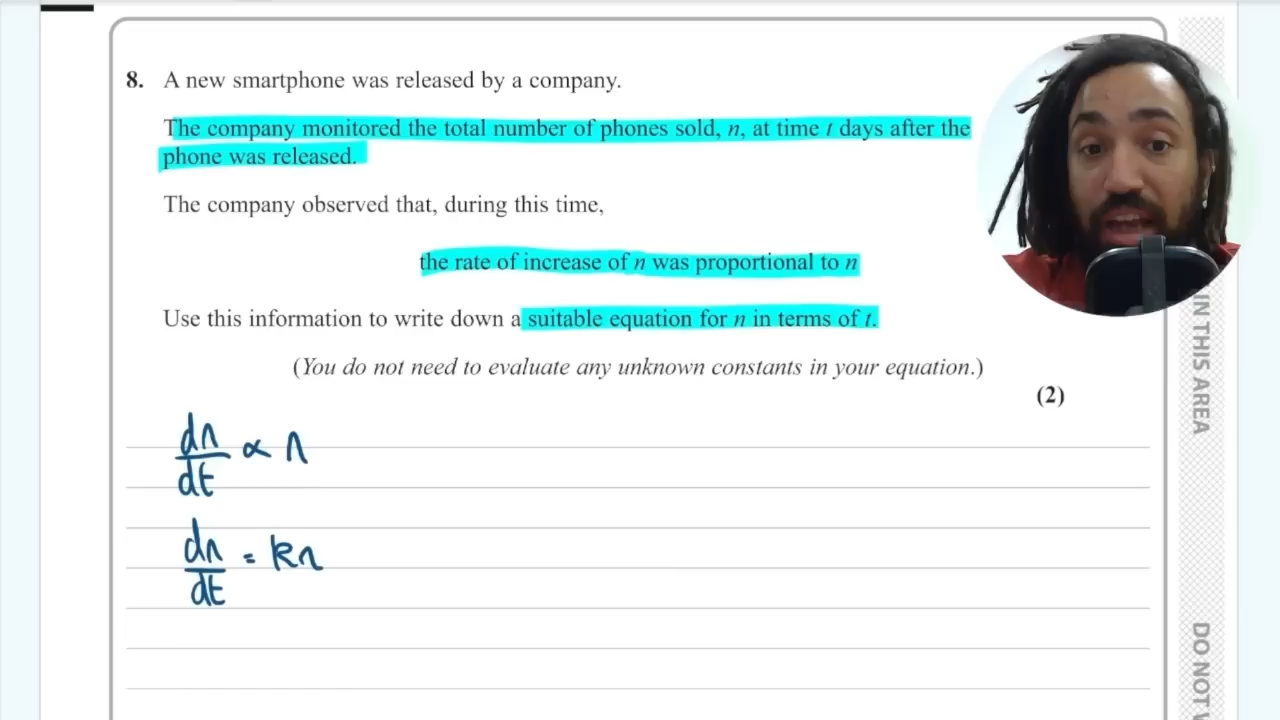 8. A new smartphone was released by a company.
The company monitored the total number of phones sold, n, at time t days after the
phone was released.
The company observed that, during this time,
the rate of increase of n was proportional to n
Use this information to write down a suitable equation for n in terms of t.
(You do not need to evaluate any unknown constants in your equation.)
(2)
dn/dt ∝ n
dn/dt = kn
IN THIS AREA
DO NOT